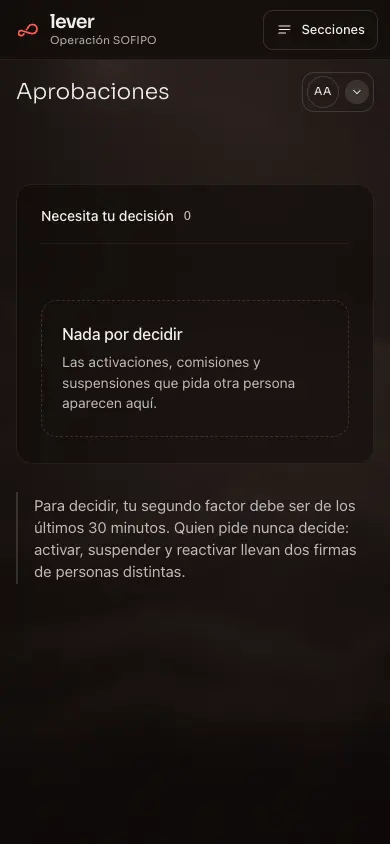 lever
Operación SOFIPO
Secciones
Aprobaciones
AA
Necesita tu decisión 0
Nada por decidir
Las activaciones, comisiones y
suspensiones que pida otra persona
aparecen aquí.
Para decidir, tu segundo factor debe ser de los
últimos 30 minutos. Quien pide nunca decide:
activar, suspender y reactivar llevan dos firmas
de personas distintas.